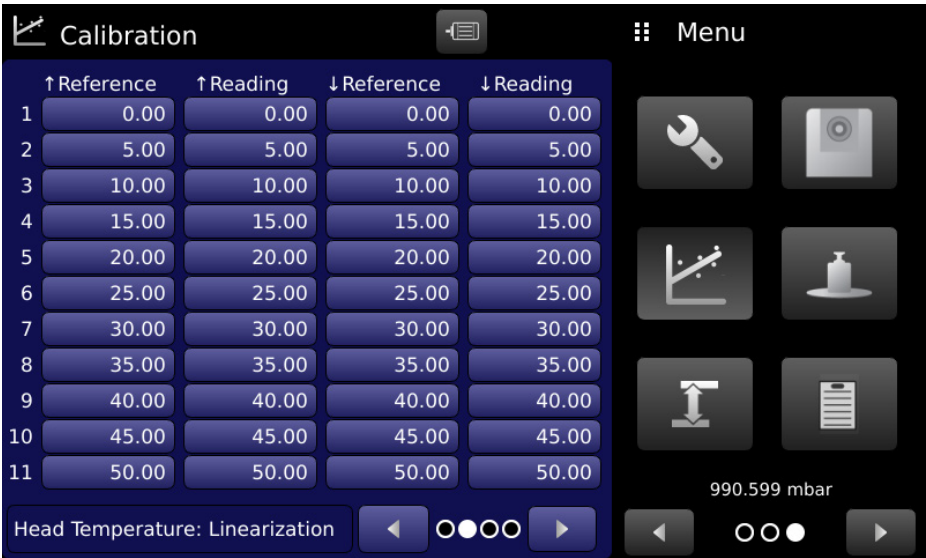 Calibration
Menu
↑Reference ↑Reading ↓Reference ↓Reading
1 0.00 0.00 0.00 0.00
2 5.00 5.00 5.00 5.00
3 10.00 10.00 10.00 10.00
4 15.00 15.00 15.00 15.00
5 20.00 20.00 20.00 20.00
6 25.00 25.00 25.00 25.00
7 30.00 30.00 30.00 30.00
8 35.00 35.00 35.00 35.00
9 40.00 40.00 40.00 40.00
10 45.00 45.00 45.00 45.00
11 50.00 50.00 50.00 50.00
Head Temperature: Linearization
990.599 mbar